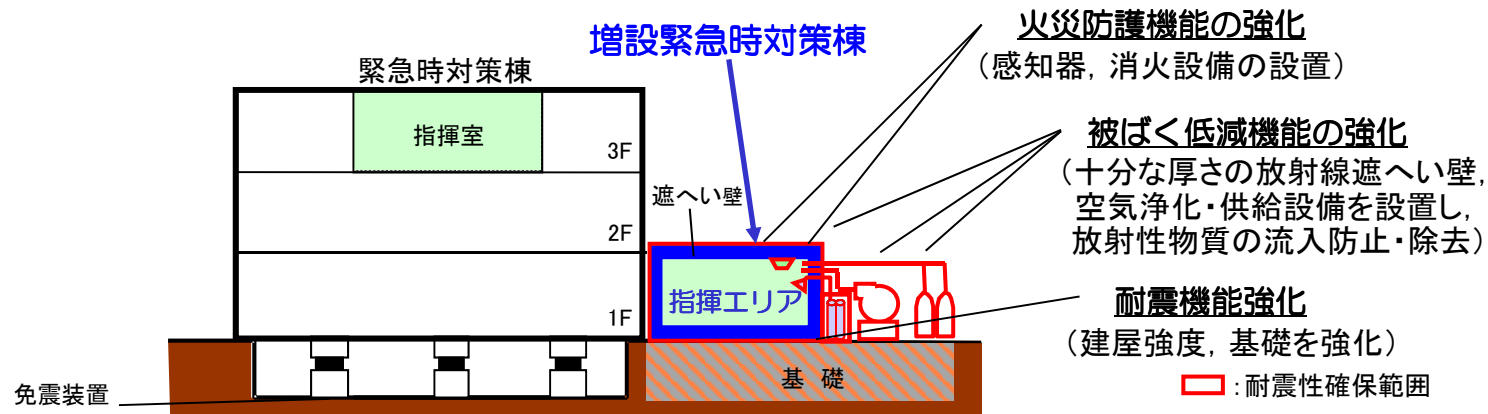 増設緊急時対策棟
緊急時対策棟
指揮室
3F
2F
1F
遮へい壁
指揮エリア
免震装置
基 礎
火災防護機能の強化
（感知器，消火設備の設置）
被ばく低減機能の強化
（十分な厚さの放射線遮へい壁，
空気浄化・供給設備を設置し，
放射性物質の流入防止・除去）
耐震機能強化
（建屋強度，基礎を強化）
：耐震性確保範囲